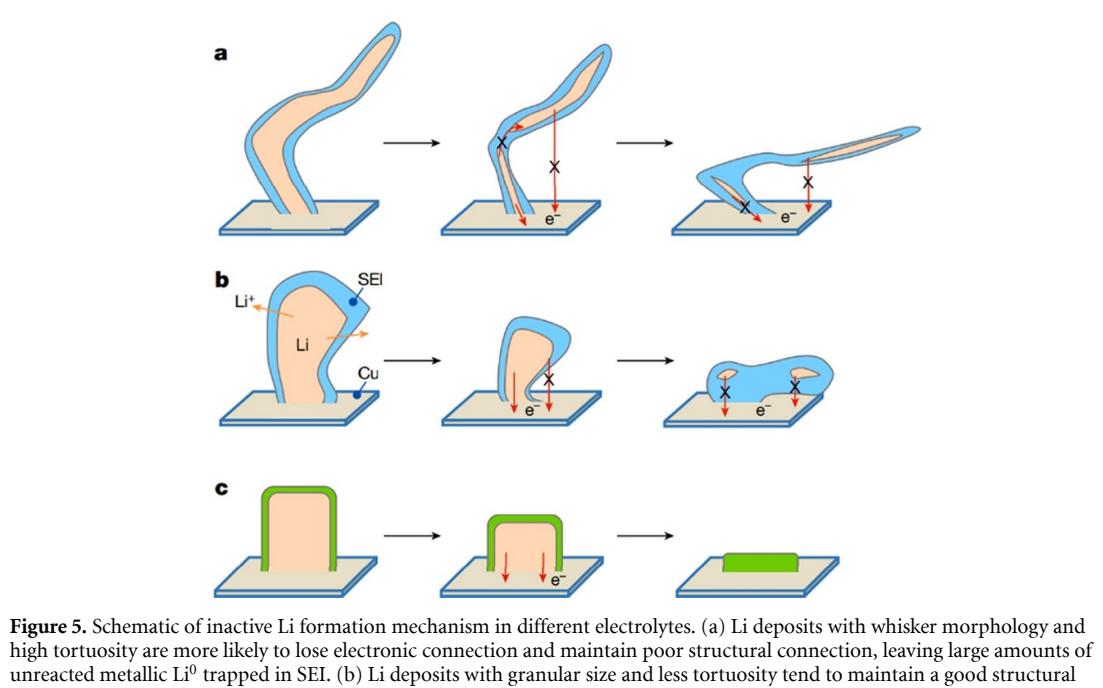 a
e⁻
e⁻
b
SEI
Li⁺
Li
Cu
e⁻
e⁻
c
e⁻
Figure 5. Schematic of inactive Li formation mechanism in different electrolytes. (a) Li deposits with whisker morphology and
high tortuosity are more likely to lose electronic connection and maintain poor structural connection, leaving large amounts of
unreacted metallic Li⁰ trapped in SEI. (b) Li deposits with granular size and less tortuosity tend to maintain a good structural